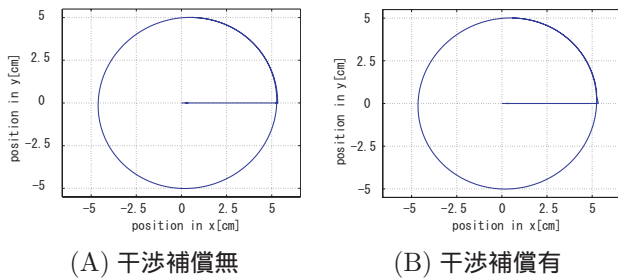 5
2.5
0
-2.5
-5
position in y[cm]
-5 -2.5 0 2.5 5
position in x[cm]
(A) 干渉補償無
5
2.5
0
-2.5
-5
position in y[cm]
-5 -2.5 0 2.5 5
position in x[cm]
(B) 干渉補償有